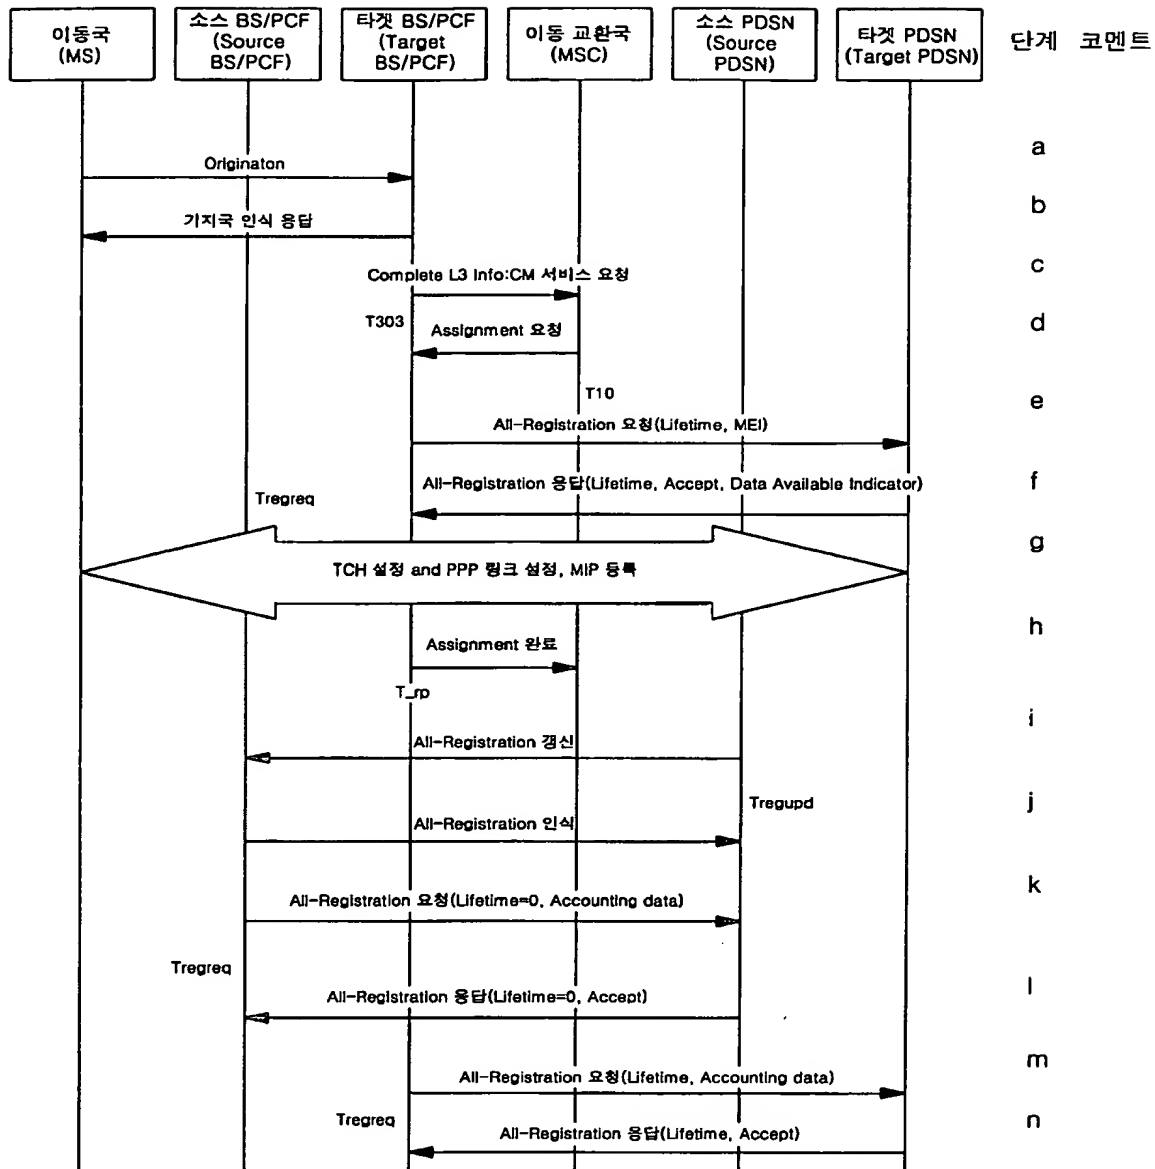 이동국
(MS)
소스 BS/PCF
(Source
BS/PCF)
타겟 BS/PCF
(Target
BS/PCF)
이동 교환국
(MSC)
소스 PDSN
(Source
PDSN)
타겟 PDSN
(Target PDSN)
단계 코멘트
a
Originaton
b
기지국 인식 응답
c
Complete L3 Info:CM 서비스 요청
T303
d
Assignment 요청
T10
e
All-Registration 요청(Lifetime, MEI)
f
All-Registration 응답(Lifetime, Accept, Data Available Indicator)
Tregreq
g
TCH 설정 and PPP 링크 설정, MIP 등록
h
Assignment 완료
T_rp
i
All-Registration 갱신
Tregupd
j
All-Registration 인식
k
All-Registration 요청(Lifetime=0, Accounting data)
Tregreq
l
All-Registration 응답(Lifetime=0, Accept)
m
All-Registration 요청(Lifetime, Accounting data)
Tregreq
n
All-Registration 응답(Lifetime, Accept)